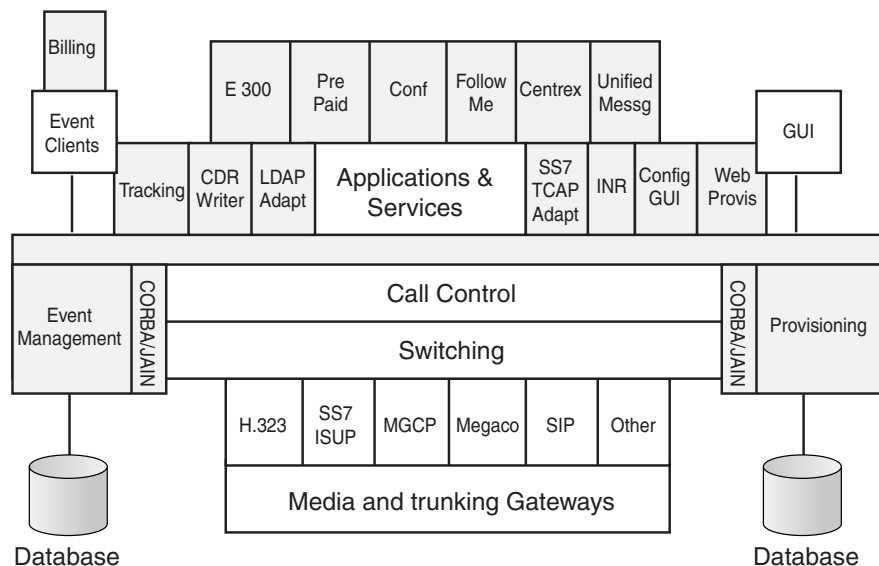 Billing
Event
Clients
E 300
Pre
Paid
Conf
Follow
Me
Centrex
Unified
Messg
GUI
Tracking
CDR
Writer
LDAP
Adapt
Applications &
Services
SS7
TCAP
Adapt
INR
Config
GUI
Web
Provis
Event
Management
CORBA/JAIN
Call Control
Switching
CORBA/JAIN
Provisioning
H.323
SS7
ISUP
MGCP
Megaco
SIP
Other
Media and trunking Gateways
Database
Database